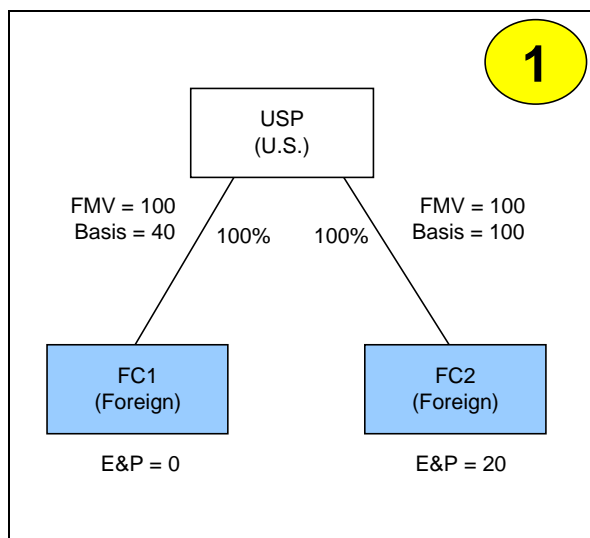 1
USP
(U.S.)
FMV = 100
Basis = 40
100%
100%
FMV = 100
Basis = 100
FC1
(Foreign)
FC2
(Foreign)
E&P = 0
E&P = 20